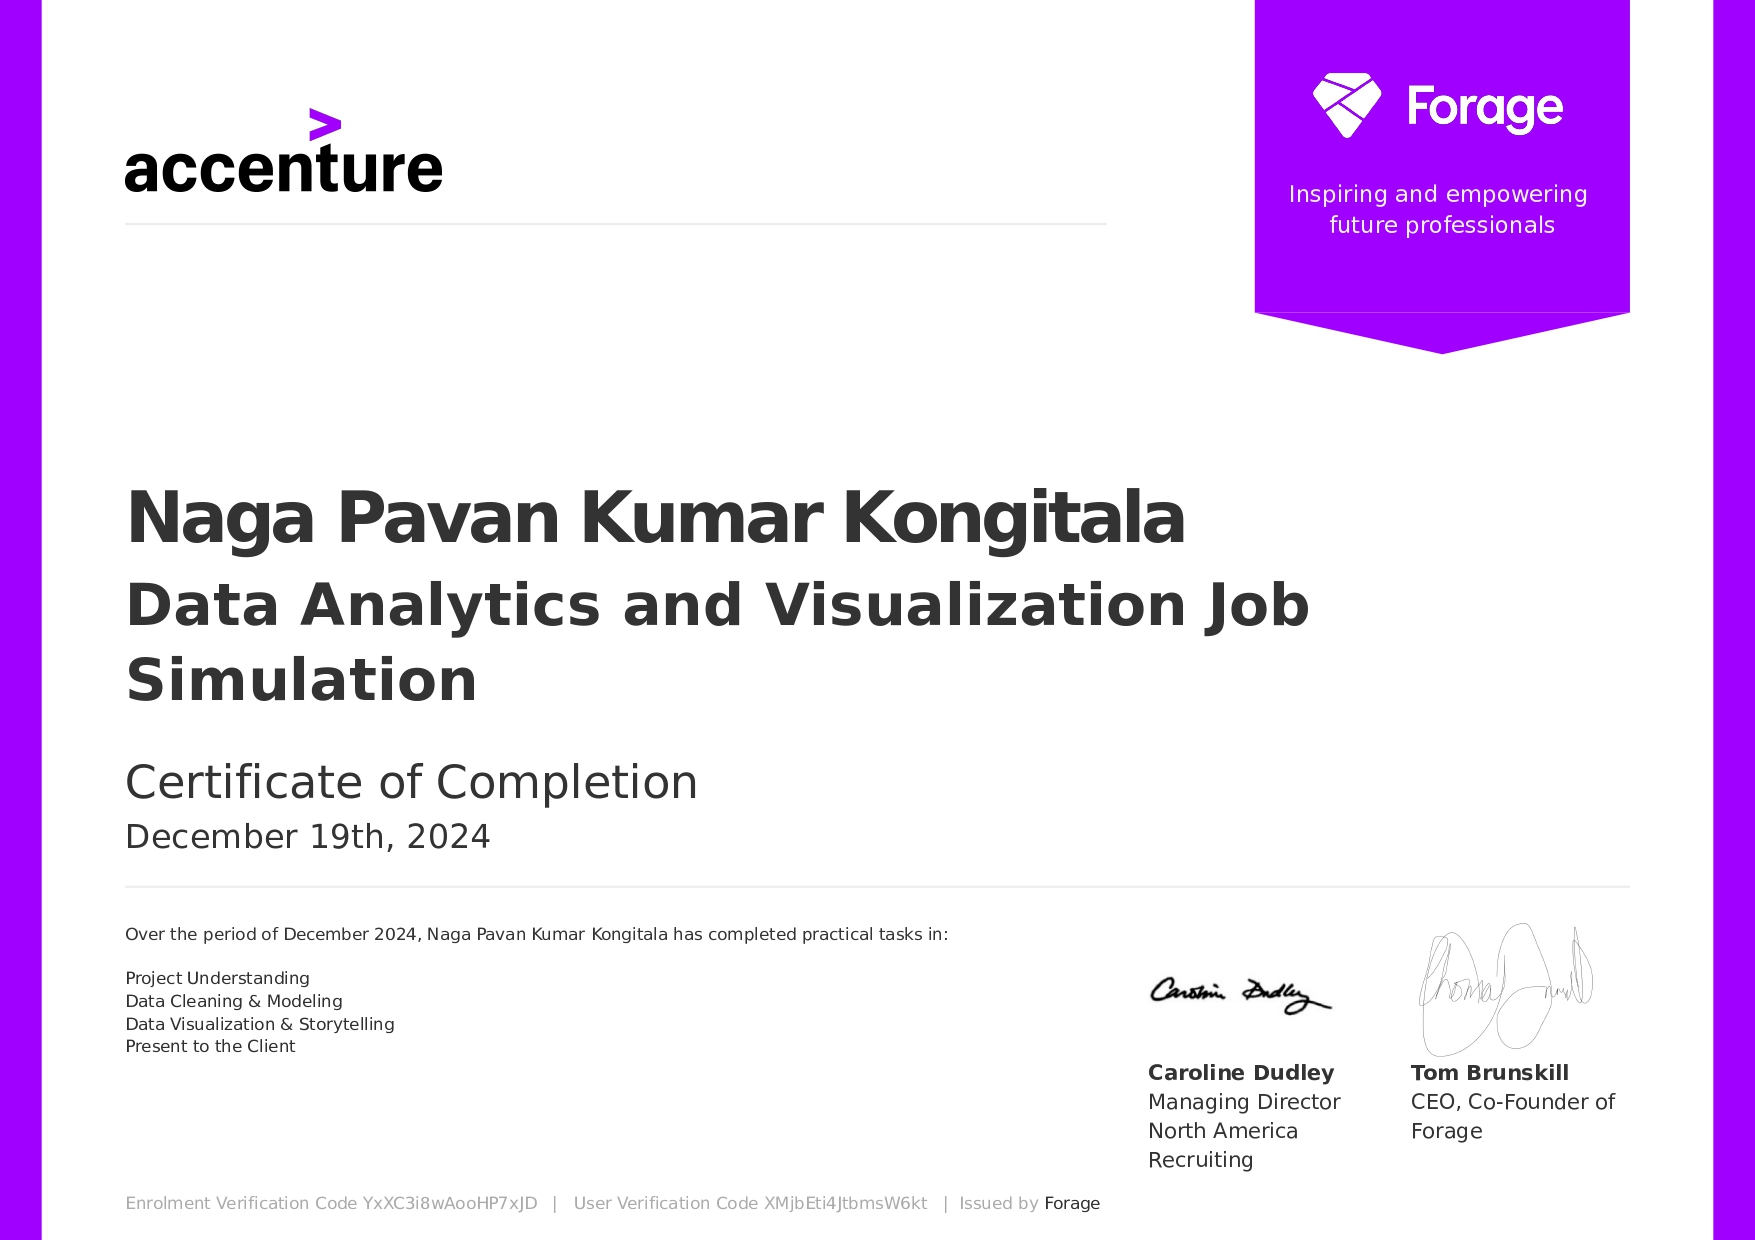 >
accenture
Forage
Inspiring and empowering
future professionals
Naga Pavan Kumar Kongitala
Data Analytics and Visualization Job
Simulation
Certificate of Completion
December 19th, 2024
Over the period of December 2024, Naga Pavan Kumar Kongitala has completed practical tasks in:
Project Understanding
Data Cleaning & Modeling
Data Visualization & Storytelling
Present to the Client
Caroline Dudley
Caroline Dudley
Managing Director
North America
Recruiting
Tom Brunskill
CEO, Co-Founder of
Forage
Enrolment Verification Code YxXC3i8wAooHP7xJD | User Verification Code XMjbEti4JtbmsW6kt | Issued by Forage